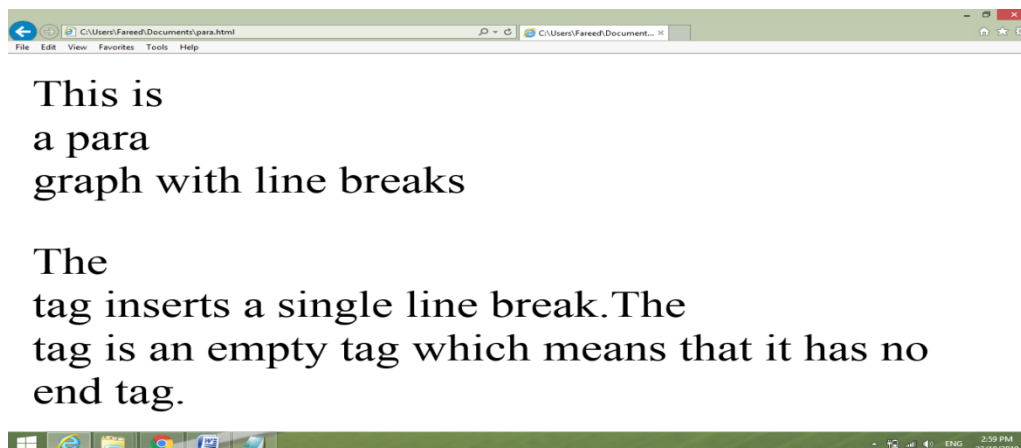 C:\Users\Fareed\Documents\para.html
C:\Users\Fareed\Document...
File Edit View Favorites Tools Help
This is
a para
graph with line breaks
The
tag inserts a single line break.The
tag is an empty tag which means that it has no
end tag.
ENG
2:59 PM